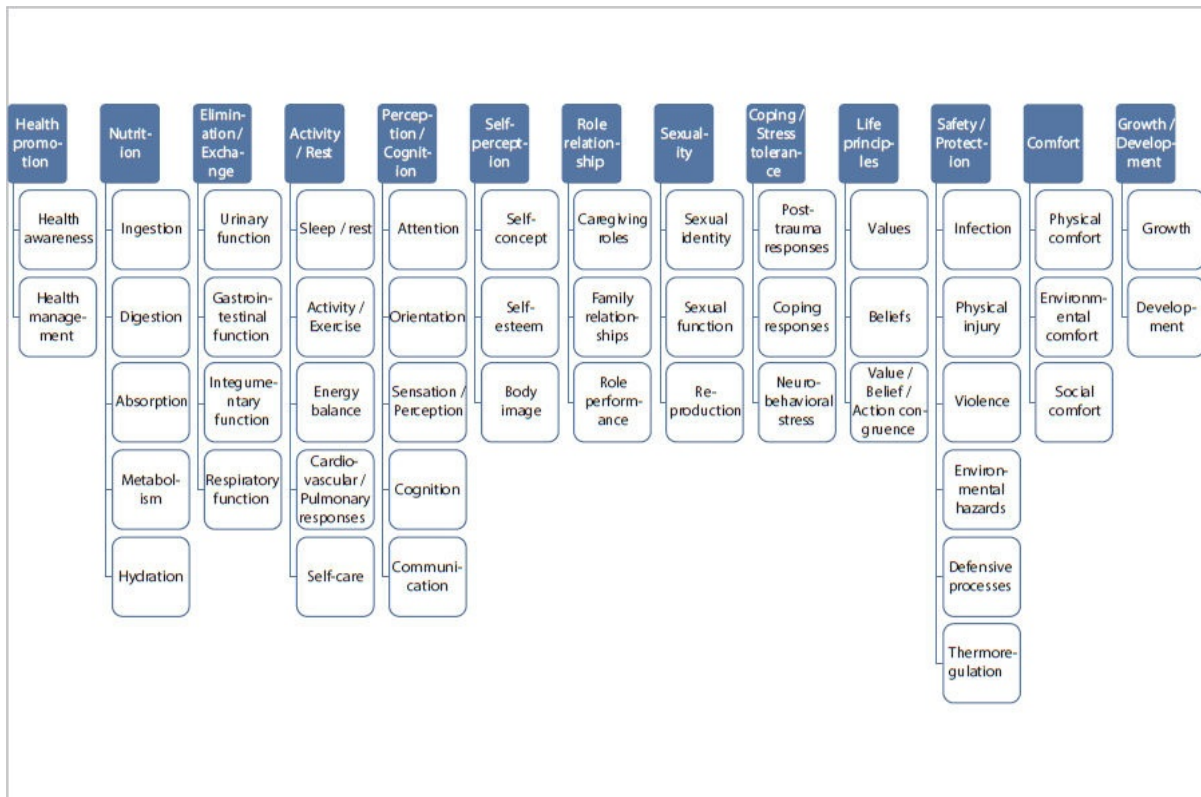 Health
promo-
tion
Health
awareness
Health
manage-
ment
Nutrit-
ion
Ingestion
Digestion
Absorption
Metabol-
ism
Hydration
Elimin-
ation /
Exchan-
ge
Urinary
function
Gastroin-
testinal
function
Integume-
ntary
function
Respiratory
function
Activity
/ Rest
Sleep / rest
Activity /
Exercise
Energy
balance
Cardio-
vascular /
Pulmonary
responses
Self-care
Percep-
tion /
Cognit-
ion
Attention
Orientation
Sensation /
Perception
Cognition
Communi-
cation
Self-
percept-
ion
Self-
concept
Self-
esteem
Body
image
Role
relation-
ship
Caregiving
roles
Family
relation-
ships
Role
perform-
ance
Sexual-
ity
Sexual
identity
Sexual
function
Re-
production
Coping /
Stress
tolera-
nce
Post-
trauma
responses
Coping
responses
Neuro-
behavioral
stress
Life
princip-
les
Values
Beliefs
Value /
Belief /
Action con-
gruence
Safety /
Protect-
ion
Infection
Physical
injury
Violence
Environ-
mental
hazards
Defensive
processes
Thermore-
gulation
Comfort
Physical
comfort
Environm-
ental
comfort
Social
comfort
Growth /
Develop-
ment
Growth
Develop-
ment